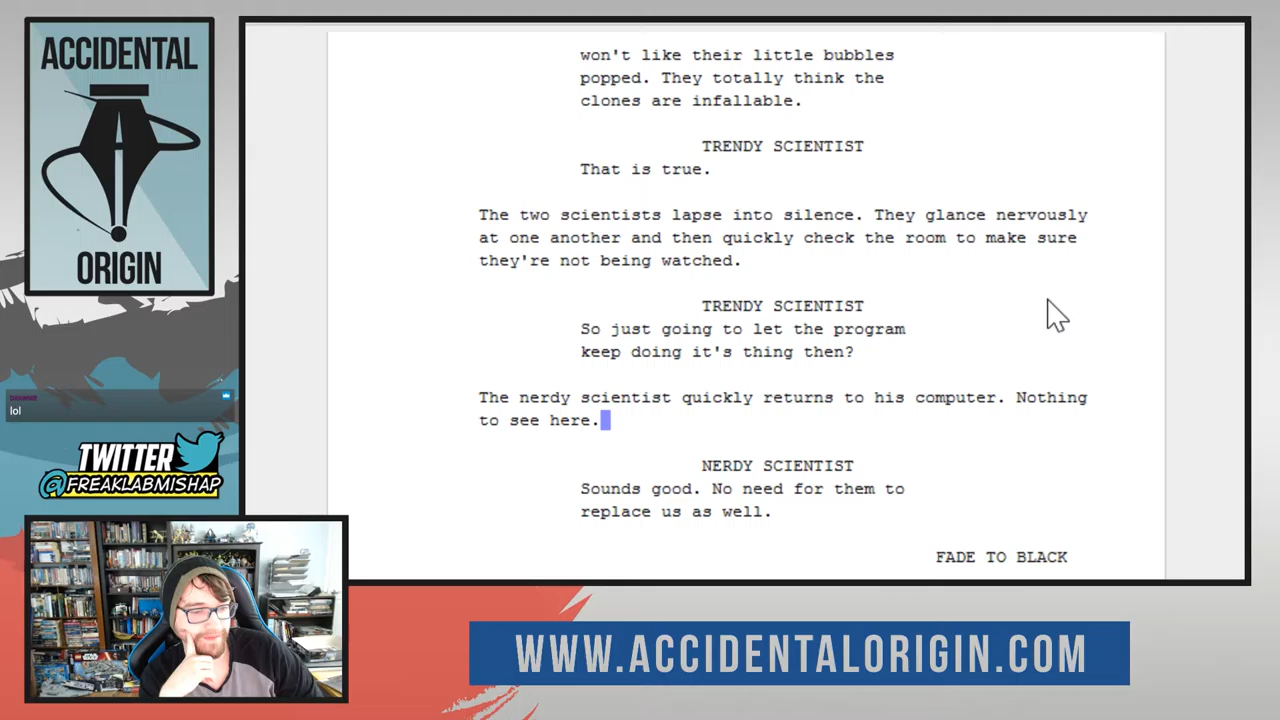 ACCIDENTAL
ORIGIN
won't like their little bubbles
popped. They totally think the
clones are infallable.
TRENDY SCIENTIST
That is true.
The two scientists lapse into silence. They glance nervously
at one another and then quickly check the room to make sure
they're not being watched.
TRENDY SCIENTIST
So just going to let the program
keep doing it's thing then?
The nerdy scientist quickly returns to his computer. Nothing
to see here.
NERDY SCIENTIST
Sounds good. No need for them to
replace us as well.
FADE TO BLACK
lol
TWITTER
@FREAKLABMISHAP
WWW.ACCIDENTALORIGIN.COM